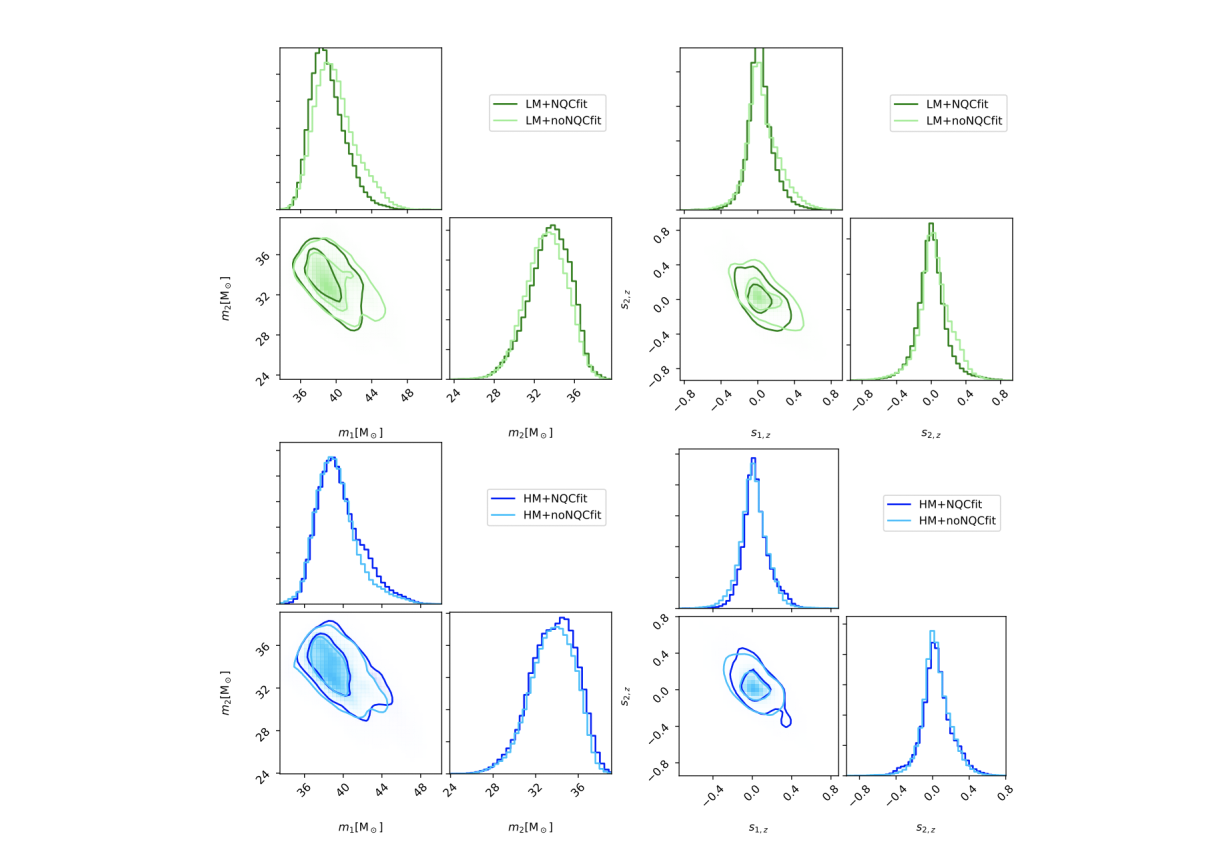 LM+NQCfit
LM+noNQCfit
LM+NQCfit
LM+noNQCfit
m₂[M⊙]
36
32
28
24
36
40
44
48
m₁[M⊙]
24
28
32
36
m₂[M⊙]
s₂,z
0.8
0.4
0.0
−0.4
−0.8
−0.8
−0.4
0.0
0.4
0.8
s₁,z
−0.8
−0.4
0.0
0.4
0.8
s₂,z
HM+NQCfit
HM+noNQCfit
HM+NQCfit
HM+noNQCfit
m₂[M⊙]
36
32
28
24
36
40
44
48
m₁[M⊙]
24
28
32
36
m₂[M⊙]
s₂,z
0.8
0.4
0.0
−0.4
−0.8
−0.4
0.0
0.4
0.8
s₁,z
−0.8
−0.4
0.0
0.4
0.8
s₂,z